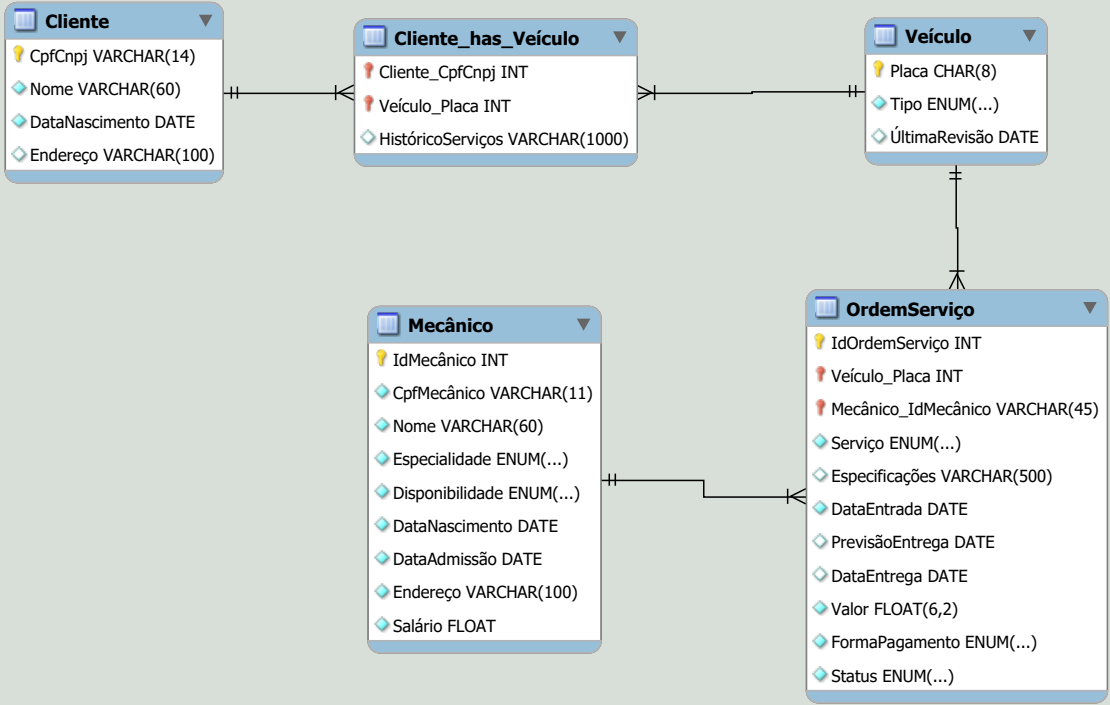 Cliente
CpfCnpj VARCHAR(14)
Nome VARCHAR(60)
DataNascimento DATE
Endereço VARCHAR(100)
Cliente_has_Veículo
Cliente_CpfCnpj INT
Veículo_Placa INT
HistóricoServiços VARCHAR(1000)
Veículo
Placa CHAR(8)
Tipo ENUM(...)
ÚltimaRevisão DATE
Mecânico
IdMecânico INT
CpfMecânico VARCHAR(11)
Nome VARCHAR(60)
Especialidade ENUM(...)
Disponibilidade ENUM(...)
DataNascimento DATE
DataAdmissão DATE
Endereço VARCHAR(100)
Salário FLOAT
OrdemServiço
IdOrdemServiço INT
Veículo_Placa INT
Mecânico_IdMecânico VARCHAR(45)
Serviço ENUM(...)
Especificações VARCHAR(500)
DataEntrada DATE
PrevisãoEntrega DATE
DataEntrega DATE
Valor FLOAT(6,2)
FormaPagamento ENUM(...)
Status ENUM(...)